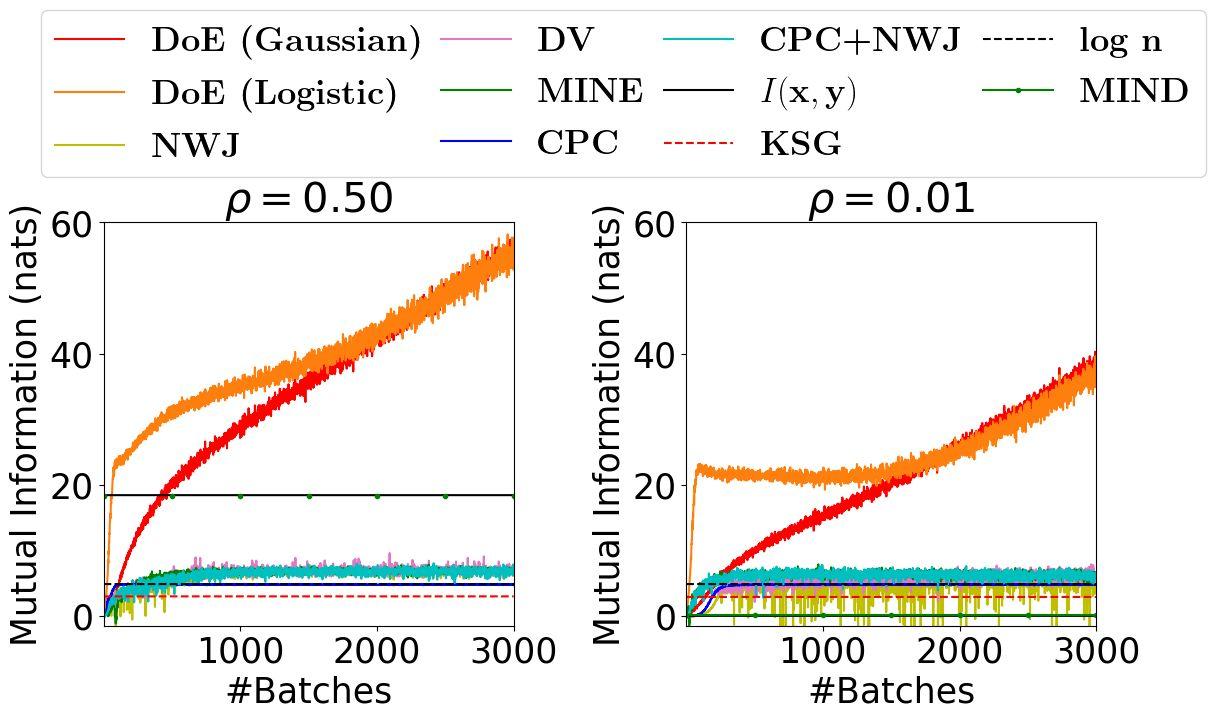 DoE (Gaussian) DV CPC+NWJ log n
DoE (Logistic) MINE I(x, y) MIND
NWJ CPC KSG
ρ = 0.50 ρ = 0.01
Mutual Information (nats)
60
40
20
0
1000 2000 3000
#Batches
Mutual Information (nats)
60
40
20
0
1000 2000 3000
#Batches